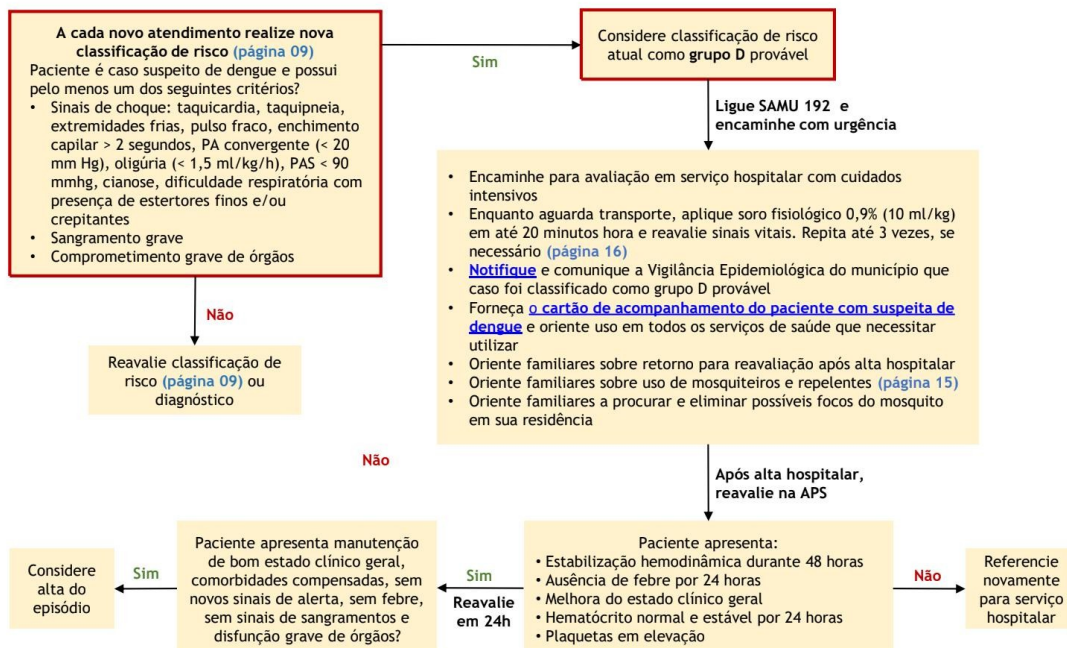 A cada novo atendimento realize nova
classificação de risco (página 09)
Paciente é caso suspeito de dengue e possui
pelo menos um dos seguintes critérios?
• Sinais de choque: taquicardia, taquipneia,
extremidades frias, pulso fraco, enchimento
capilar > 2 segundos, PA convergente (< 20
mm Hg), oligúria (< 1,5 ml/kg/h), PAS < 90
mmhg, cianose, dificuldade respiratória com
presença de estertores finos e/ou
crepitantes
• Sangramento grave
• Comprometimento grave de órgãos
Sim
Considere classificação de risco
atual como grupo D provável
Ligue SAMU 192 e
encaminhe com urgência
Não
Reavalie classificação de
risco (página 09) ou
diagnóstico
• Encaminhe para avaliação em serviço hospitalar com cuidados
intensivos
• Enquanto aguarda transporte, aplique soro fisiológico 0,9% (10 ml/kg)
em até 20 minutos hora e reavalie sinais vitais. Repita até 3 vezes, se
necessário (página 16)
• Notifique e comunique a Vigilância Epidemiológica do município que
caso foi classificado como grupo D provável
• Forneça o cartão de acompanhamento do paciente com suspeita de
dengue e oriente uso em todos os serviços de saúde que necessitar
utilizar
• Oriente familiares sobre retorno para reavaliação após alta hospitalar
• Oriente familiares sobre uso de mosquiteiros e repelentes (página 15)
• Oriente familiares a procurar e eliminar possíveis focos do mosquito
em sua residência
Não
Após alta hospitalar,
reavalie na APS
Paciente apresenta:
• Estabilização hemodinâmica durante 48 horas
• Ausência de febre por 24 horas
• Melhora do estado clínico geral
• Hematócrito normal e estável por 24 horas
• Plaquetas em elevação
Não
Referencie
novamente
para serviço
hospitalar
Sim
Reavalie
em 24h
Paciente apresenta manutenção
de bom estado clínico geral,
comorbidades compensadas, sem
novos sinais de alerta, sem febre,
sem sinais de sangramentos e
disfunção grave de órgãos?
Sim
Considere
alta do
episódio